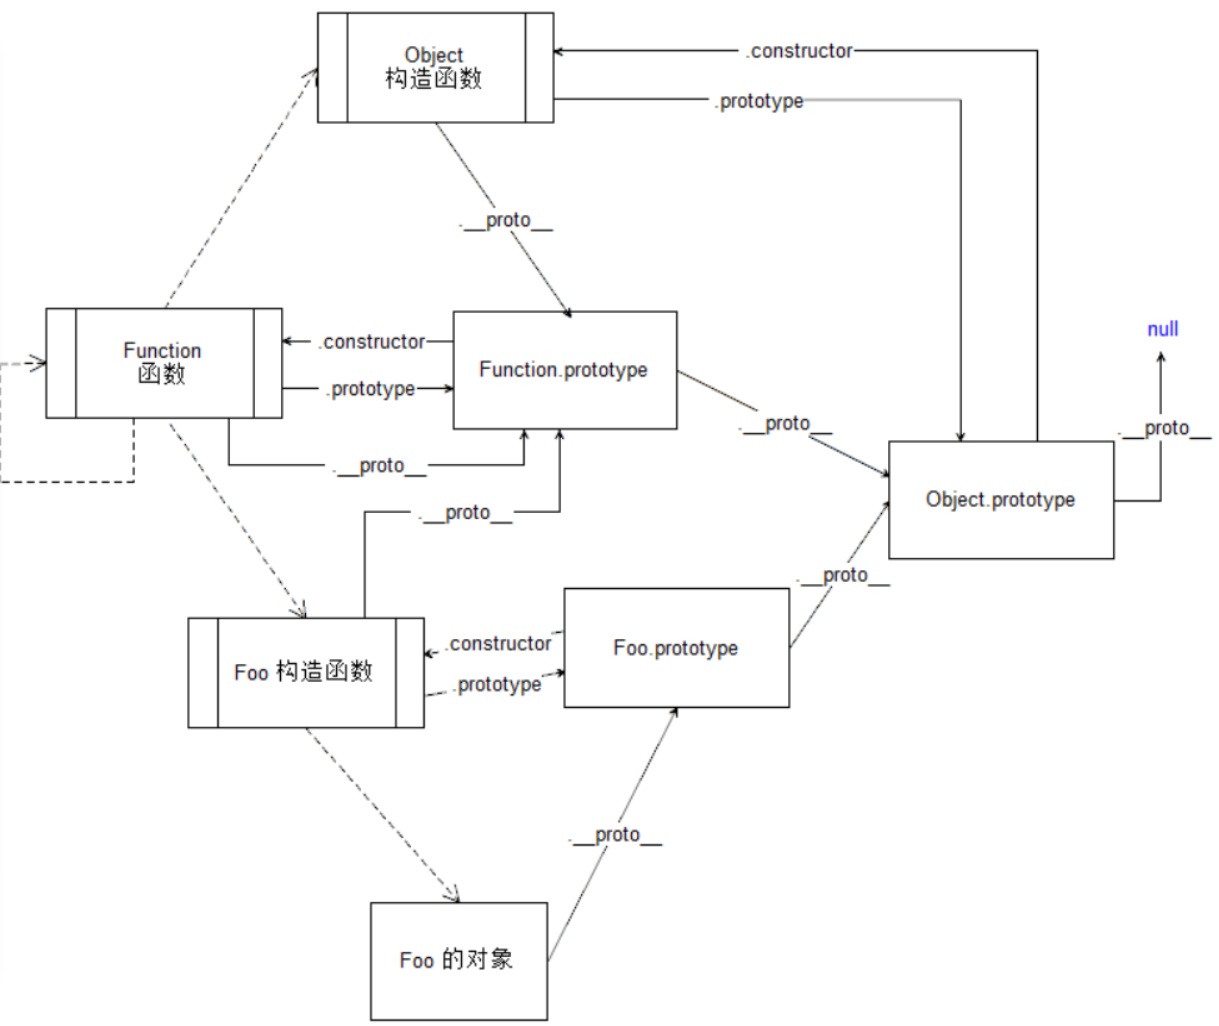 Object
构造函数
.constructor
.prototype
.__proto__
null
Function
函数
.constructor
.prototype
Function.prototype
.__proto__
.__proto__
.__proto__
.__proto__
Object.prototype
.__proto__
Foo 构造函数
.constructor
.prototype
Foo.prototype
.__proto__
Foo 的对象